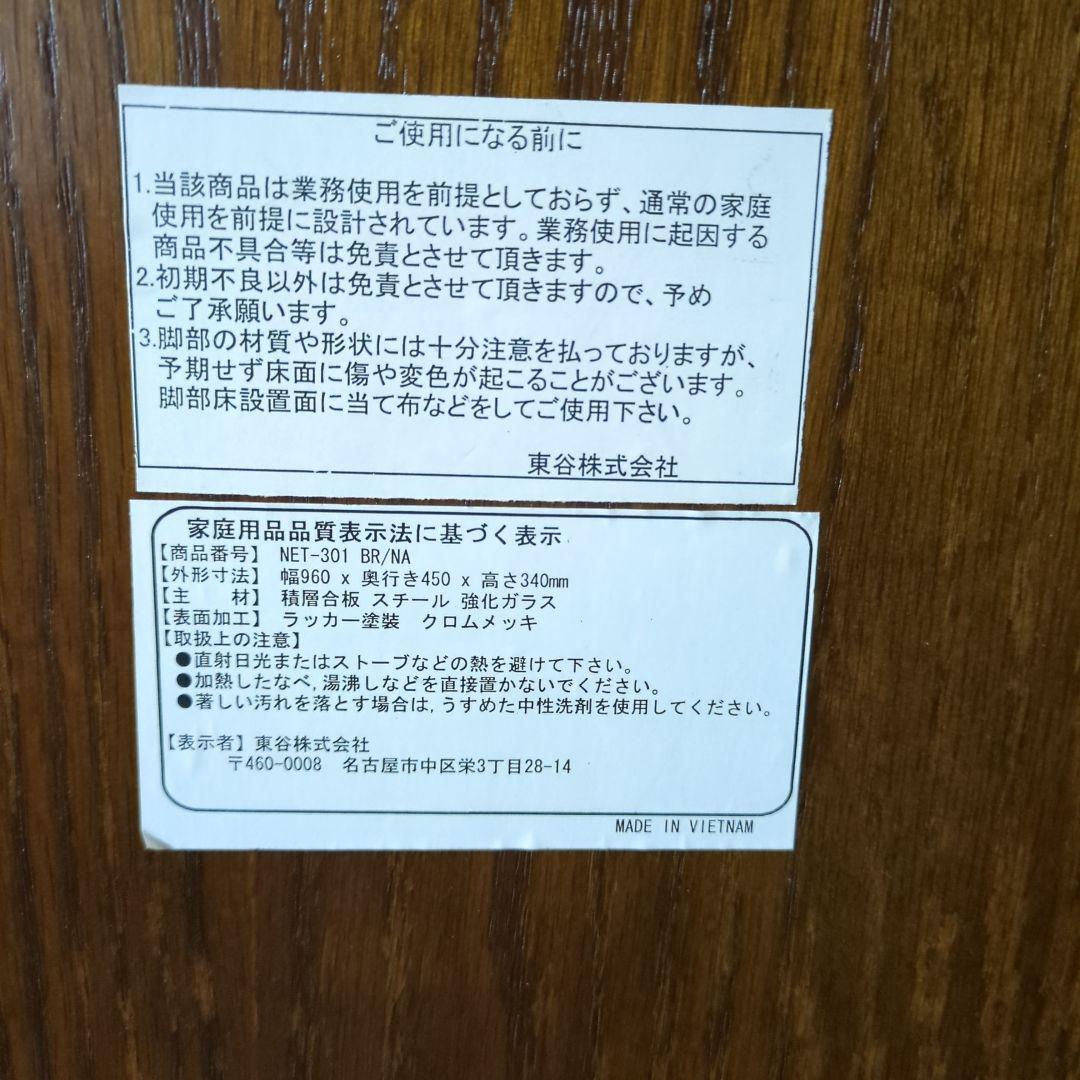 ご使用になる前に
1.当該商品は業務使用を前提としておらず、通常の家庭
使用を前提に設計されています。業務使用に起因する
商品不具合等は免責とさせて頂きます。
2.初期不良以外は免責とさせて頂きますので、予め
ご了承願います。
3.脚部の材質や形状には十分注意を払っておりますが、
予期せず床面に傷や変色が起こることがございます。
脚部床設置面に当て布などをしてご使用下さい。
東谷株式会社
家庭用品品質表示法に基づく表示
【商品番号】 NET-301 BR/NA
【外形寸法】 幅960 x 奥行き450 x 高さ340mm
【主 材】 積層合板 スチール 強化ガラス
【表面加工】 ラッカー塗装 クロムメッキ
【取扱上の注意】
●直射日光またはストーブなどの熱を避けて下さい。
●加熱したなべ,湯沸しなどを直接置かないでください。
●著しい汚れを落とす場合は,うすめた中性洗剤を使用してください。
【表示者】東谷株式会社
〒460-0008 名古屋市中区栄3丁目28-14
MADE IN VIETNAM